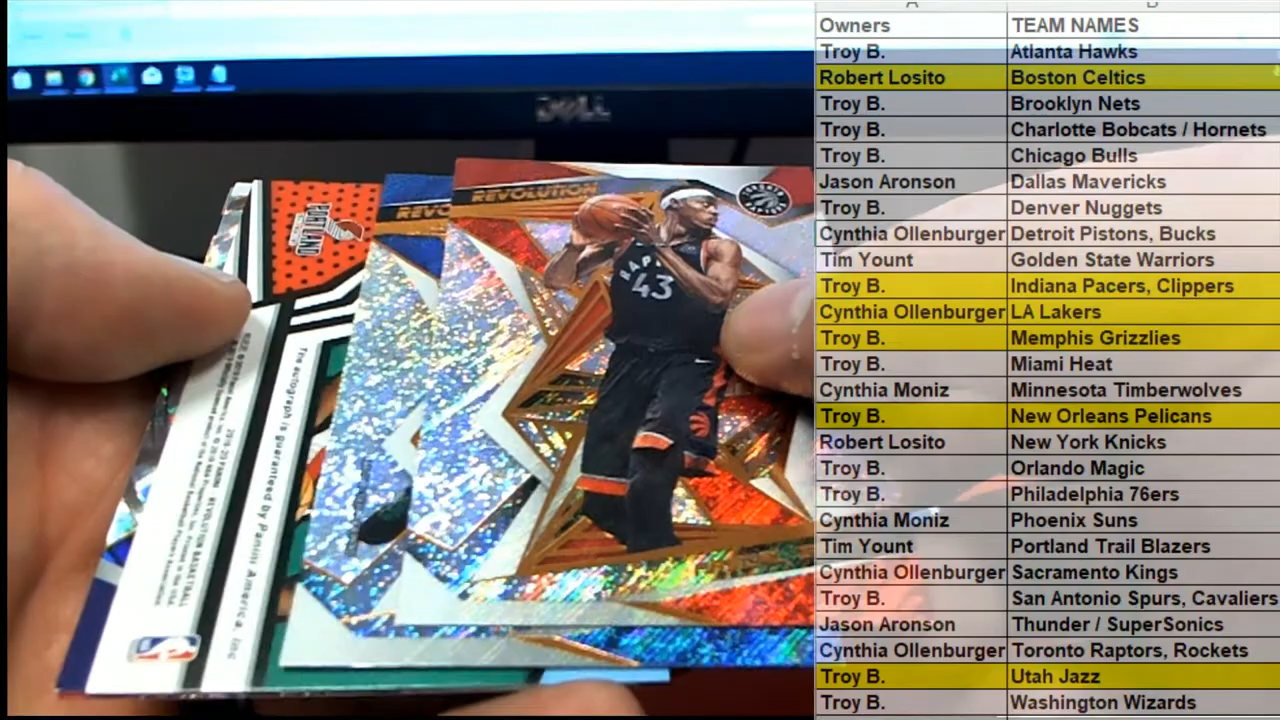 Owners TEAM NAMES
Troy B. Atlanta Hawks
Robert Losito Boston Celtics
Troy B. Brooklyn Nets
Troy B. Charlotte Bobcats / Hornets
Troy B. Chicago Bulls
Jason Aronson Dallas Mavericks
Troy B. Denver Nuggets
Cynthia Ollenburger Detroit Pistons, Bucks
Tim Yount Golden State Warriors
Troy B. Indiana Pacers, Clippers
Cynthia Ollenburger LA Lakers
Troy B. Memphis Grizzlies
Troy B. Miami Heat
Cynthia Moniz Minnesota Timberwolves
Troy B. New Orleans Pelicans
Robert Losito New York Knicks
Troy B. Orlando Magic
Troy B. Philadelphia 76ers
Cynthia Moniz Phoenix Suns
Tim Yount Portland Trail Blazers
Cynthia Ollenburger Sacramento Kings
Troy B. San Antonio Spurs, Cavaliers
Jason Aronson Thunder / SuperSonics
Cynthia Ollenburger Toronto Raptors, Rockets
Troy B. Utah Jazz
Troy B. Washington Wizards
DELL
REVOLUTION
REVO
RAP
43
PORTLAND
The autograph is guaranteed by Panini America, Inc